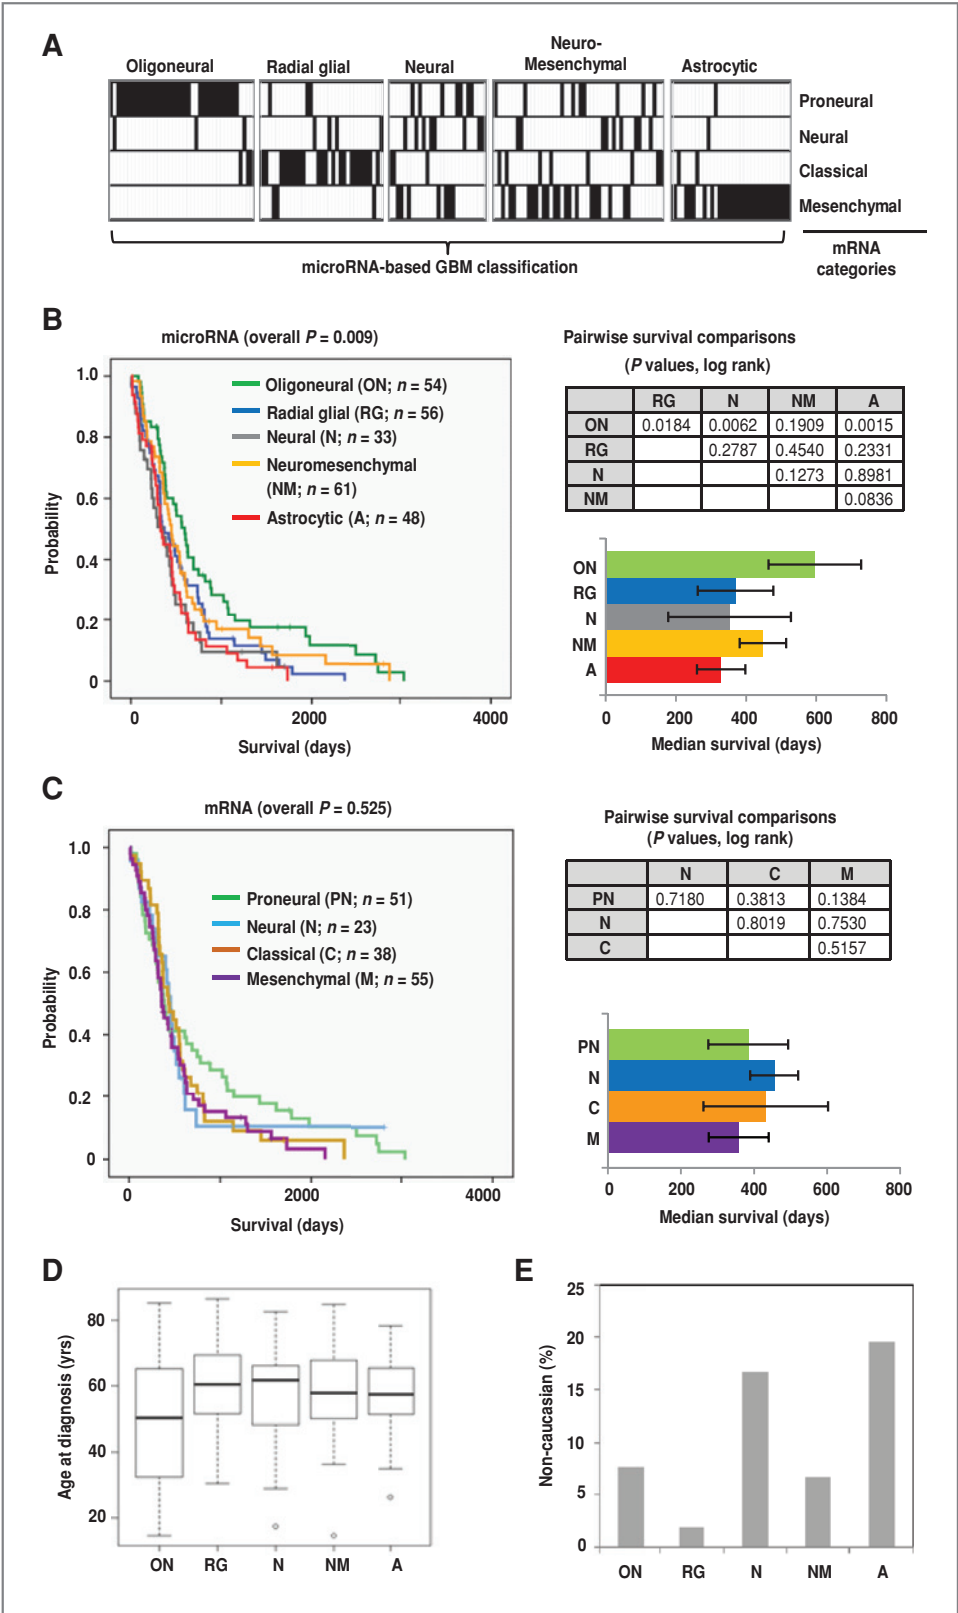 A
Oligoneural
Radial glial
Neural
Neuro-
Mesenchymal
Astrocytic
Proneural
Neural
Classical
Mesenchymal
microRNA-based GBM classification
mRNA
categories
B
microRNA (overall P = 0.009)
1.0
0.8
0.6
0.4
0.2
0
Probability
Oligoneural (ON; n = 54)
Radial glial (RG; n = 56)
Neural (N; n = 33)
Neuromesenchymal
(NM; n = 61)
Astrocytic (A; n = 48)
0 2000 4000
Survival (days)
Pairwise survival comparisons
(P values, log rank)
RG N NM A
ON 0.0184 0.0062 0.1909 0.0015
RG 0.2787 0.4540 0.2331
N 0.1273 0.8981
NM 0.0836
ON
RG
N
NM
A
0 200 400 600 800
Median survival (days)
C
mRNA (overall P = 0.525)
1.0
0.8
0.6
0.4
0.2
0
Probability
Proneural (PN; n = 51)
Neural (N; n = 23)
Classical (C; n = 38)
Mesenchymal (M; n = 55)
0 2000 4000
Survival (days)
Pairwise survival comparisons
(P values, log rank)
N C M
PN 0.7180 0.3813 0.1384
N 0.8019 0.7530
C 0.5157
PN
N
C
M
0 200 400 600 800
Median survival (days)
D
80
60
40
20
Age at diagnosis (yrs)
ON RG N NM A
E
25
20
15
10
5
0
Non-caucasian (%)
ON RG N NM A